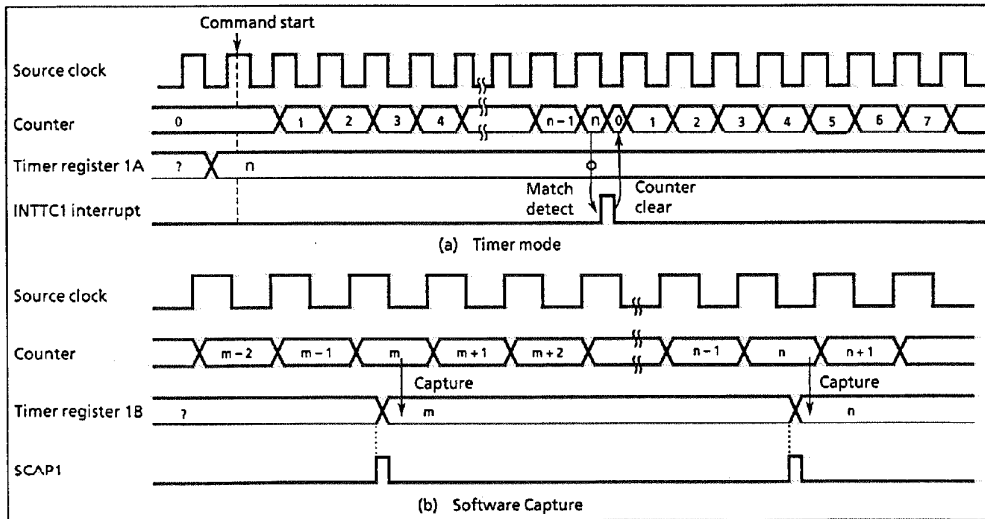 Command start
Source clock
Counter 0 1 2 3 4 n-1 n 0 1 2 3 4 5 6 7
Timer register 1A ? n
INTTC1 interrupt Match detect Counter clear
(a) Timer mode
Source clock
Counter m-2 m-1 m m+1 m+2 n-1 n n+1
Capture Capture
Timer register 1B ? m n
SCAP1
(b) Software Capture